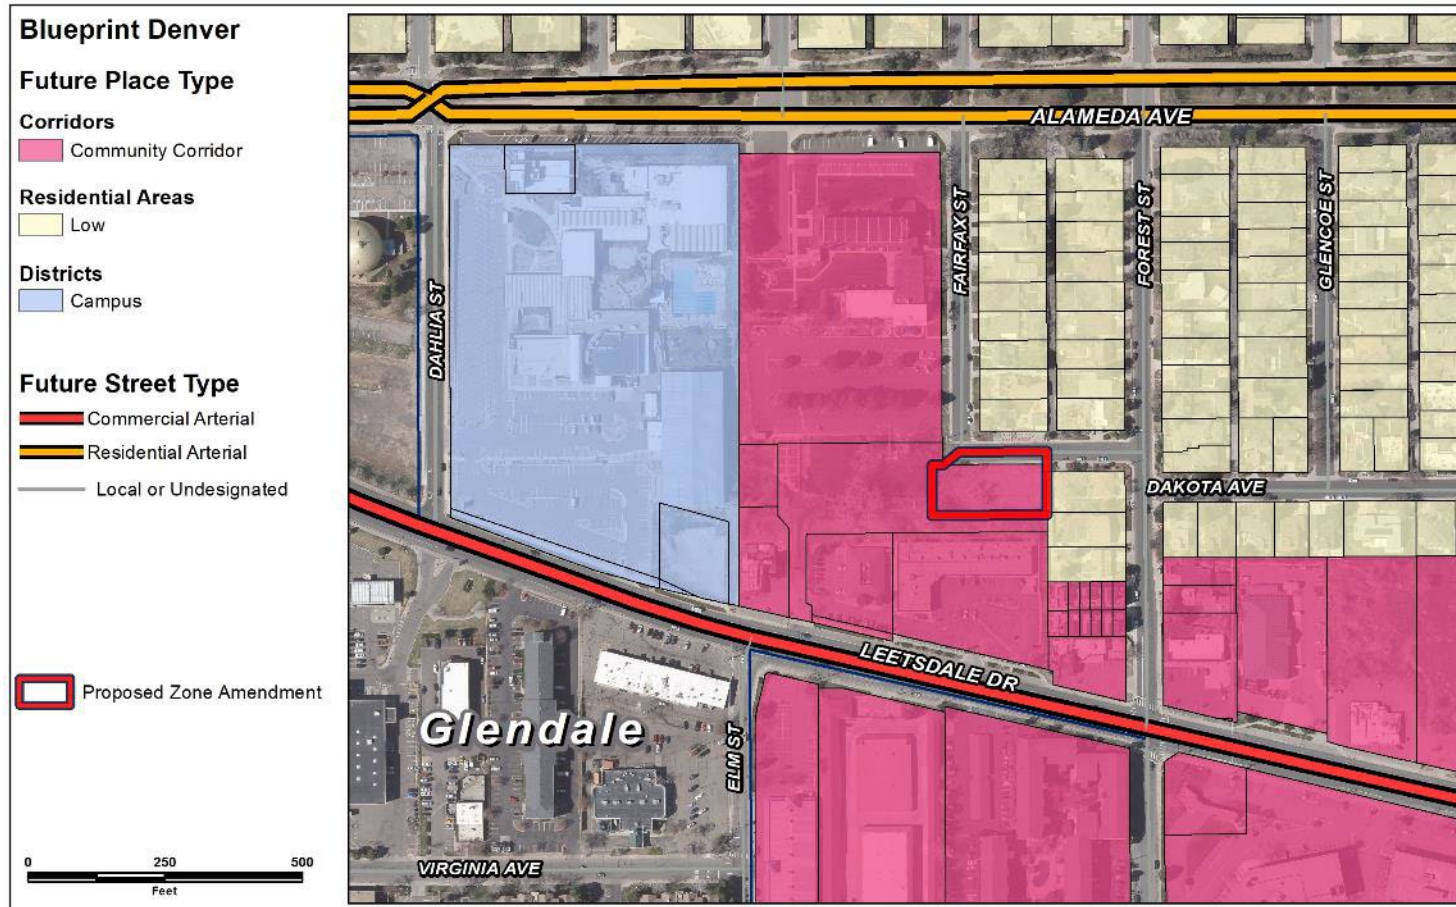 Blueprint Denver
Future Place Type
Corridors
Community Corridor
Residential Areas
Low
Districts
Campus
Future Street Type
Commercial Arterial
Residential Arterial
Local or Undesignated
Proposed Zone Amendment
0 250 500
Feet
ALAMEDA AVE
DAHLIA ST
FAIRFAX ST
FOREST ST
GLENCOE ST
DAKOTA AVE
LEETSDALE DR
Glendale
ELM ST
VIRGINIA AVE